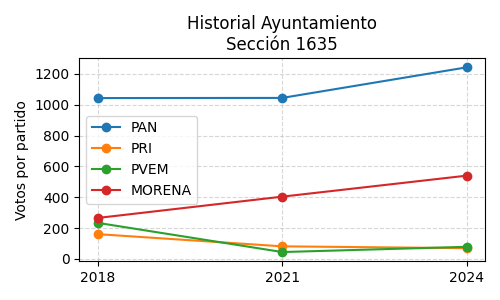 Historial Ayuntamiento
Sección 1635
Votos por partido
1200
1000
800
600
400
200
0
PAN
PRI
PVEM
MORENA
2018
2021
2024